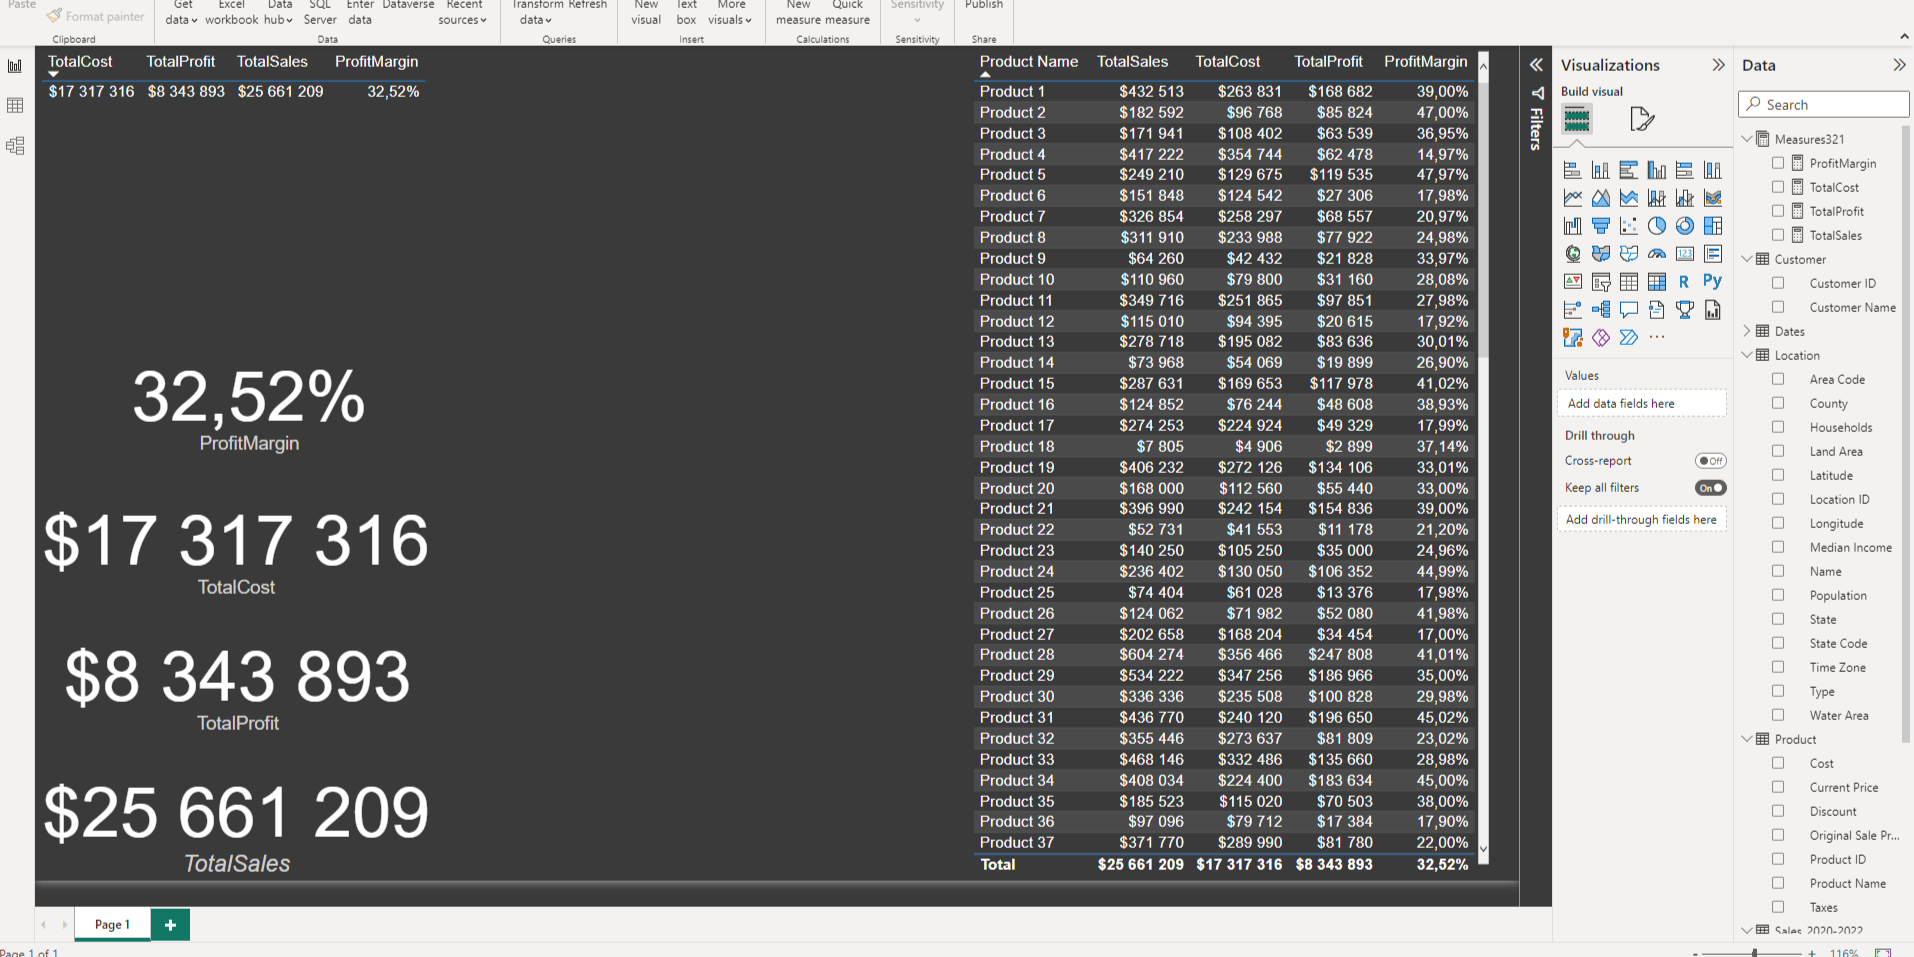 Paste
Format painter
Clipboard
Get data
Excel workbook
Data hub
SQL Server
Enter data
Dataverse
Recent sources
Data
Transform data
Refresh
Queries
New visual
Text box
More visuals
Insert
New measure
Quick measure
Calculations
Sensitivity
Sensitivity
Publish
Share
TotalCost TotalProfit TotalSales ProfitMargin
$17 317 316 $8 343 893 $25 661 209 32,52%
32,52%
ProfitMargin
$17 317 316
TotalCost
$8 343 893
TotalProfit
$25 661 209
TotalSales
Product Name TotalSales TotalCost TotalProfit ProfitMargin
Product 1 $432 513 $263 831 $168 682 39,00%
Product 2 $182 592 $96 768 $85 824 47,00%
Product 3 $171 941 $108 402 $63 539 36,95%
Product 4 $417 222 $354 744 $62 478 14,97%
Product 5 $249 210 $129 675 $119 535 47,97%
Product 6 $151 848 $124 542 $27 306 17,98%
Product 7 $326 854 $258 297 $68 557 20,97%
Product 8 $311 910 $233 988 $77 922 24,98%
Product 9 $64 260 $42 432 $21 828 33,97%
Product 10 $110 960 $79 800 $31 160 28,08%
Product 11 $349 716 $251 865 $97 851 27,98%
Product 12 $115 010 $94 395 $20 615 17,92%
Product 13 $278 718 $195 082 $83 636 30,01%
Product 14 $73 968 $54 069 $19 899 26,90%
Product 15 $287 631 $169 653 $117 978 41,02%
Product 16 $124 852 $76 244 $48 608 38,93%
Product 17 $274 253 $224 924 $49 329 17,99%
Product 18 $7 805 $4 906 $2 899 37,14%
Product 19 $406 232 $272 126 $134 106 33,01%
Product 20 $168 000 $112 560 $55 440 33,00%
Product 21 $396 990 $242 154 $154 836 39,00%
Product 22 $52 731 $41 553 $11 178 21,20%
Product 23 $140 250 $105 250 $35 000 24,96%
Product 24 $236 402 $130 050 $106 352 44,99%
Product 25 $74 404 $61 028 $13 376 17,98%
Product 26 $124 062 $71 982 $52 080 41,98%
Product 27 $202 658 $168 204 $34 454 17,00%
Product 28 $604 274 $356 466 $247 808 41,01%
Product 29 $534 222 $347 256 $186 966 35,00%
Product 30 $336 336 $235 508 $100 828 29,98%
Product 31 $436 770 $240 120 $196 650 45,02%
Product 32 $355 446 $273 637 $81 809 23,02%
Product 33 $468 146 $332 486 $135 660 28,98%
Product 34 $408 034 $224 400 $183 634 45,00%
Product 35 $185 523 $115 020 $70 503 38,00%
Product 36 $97 096 $79 712 $17 384 17,90%
Product 37 $371 770 $289 990 $81 780 22,00%
Total $25 661 209 $17 317 316 $8 343 893 32,52%
Filters
Visualizations
Build visual
123
R
Py
Values
Add data fields here
Drill through
Cross-report Off
Keep all filters On
Add drill-through fields here
Data
Search
Measures321
ProfitMargin
TotalCost
TotalProfit
TotalSales
Customer
Customer ID
Customer Name
Dates
Location
Area Code
County
Households
Land Area
Latitude
Location ID
Longitude
Median Income
Name
Population
State
State Code
Time Zone
Type
Water Area
Product
Cost
Current Price
Discount
Original Sale Pr...
Product ID
Product Name
Taxes
Sales 2020-2022
Page 1
+
Page 1 of 1
- + 116%